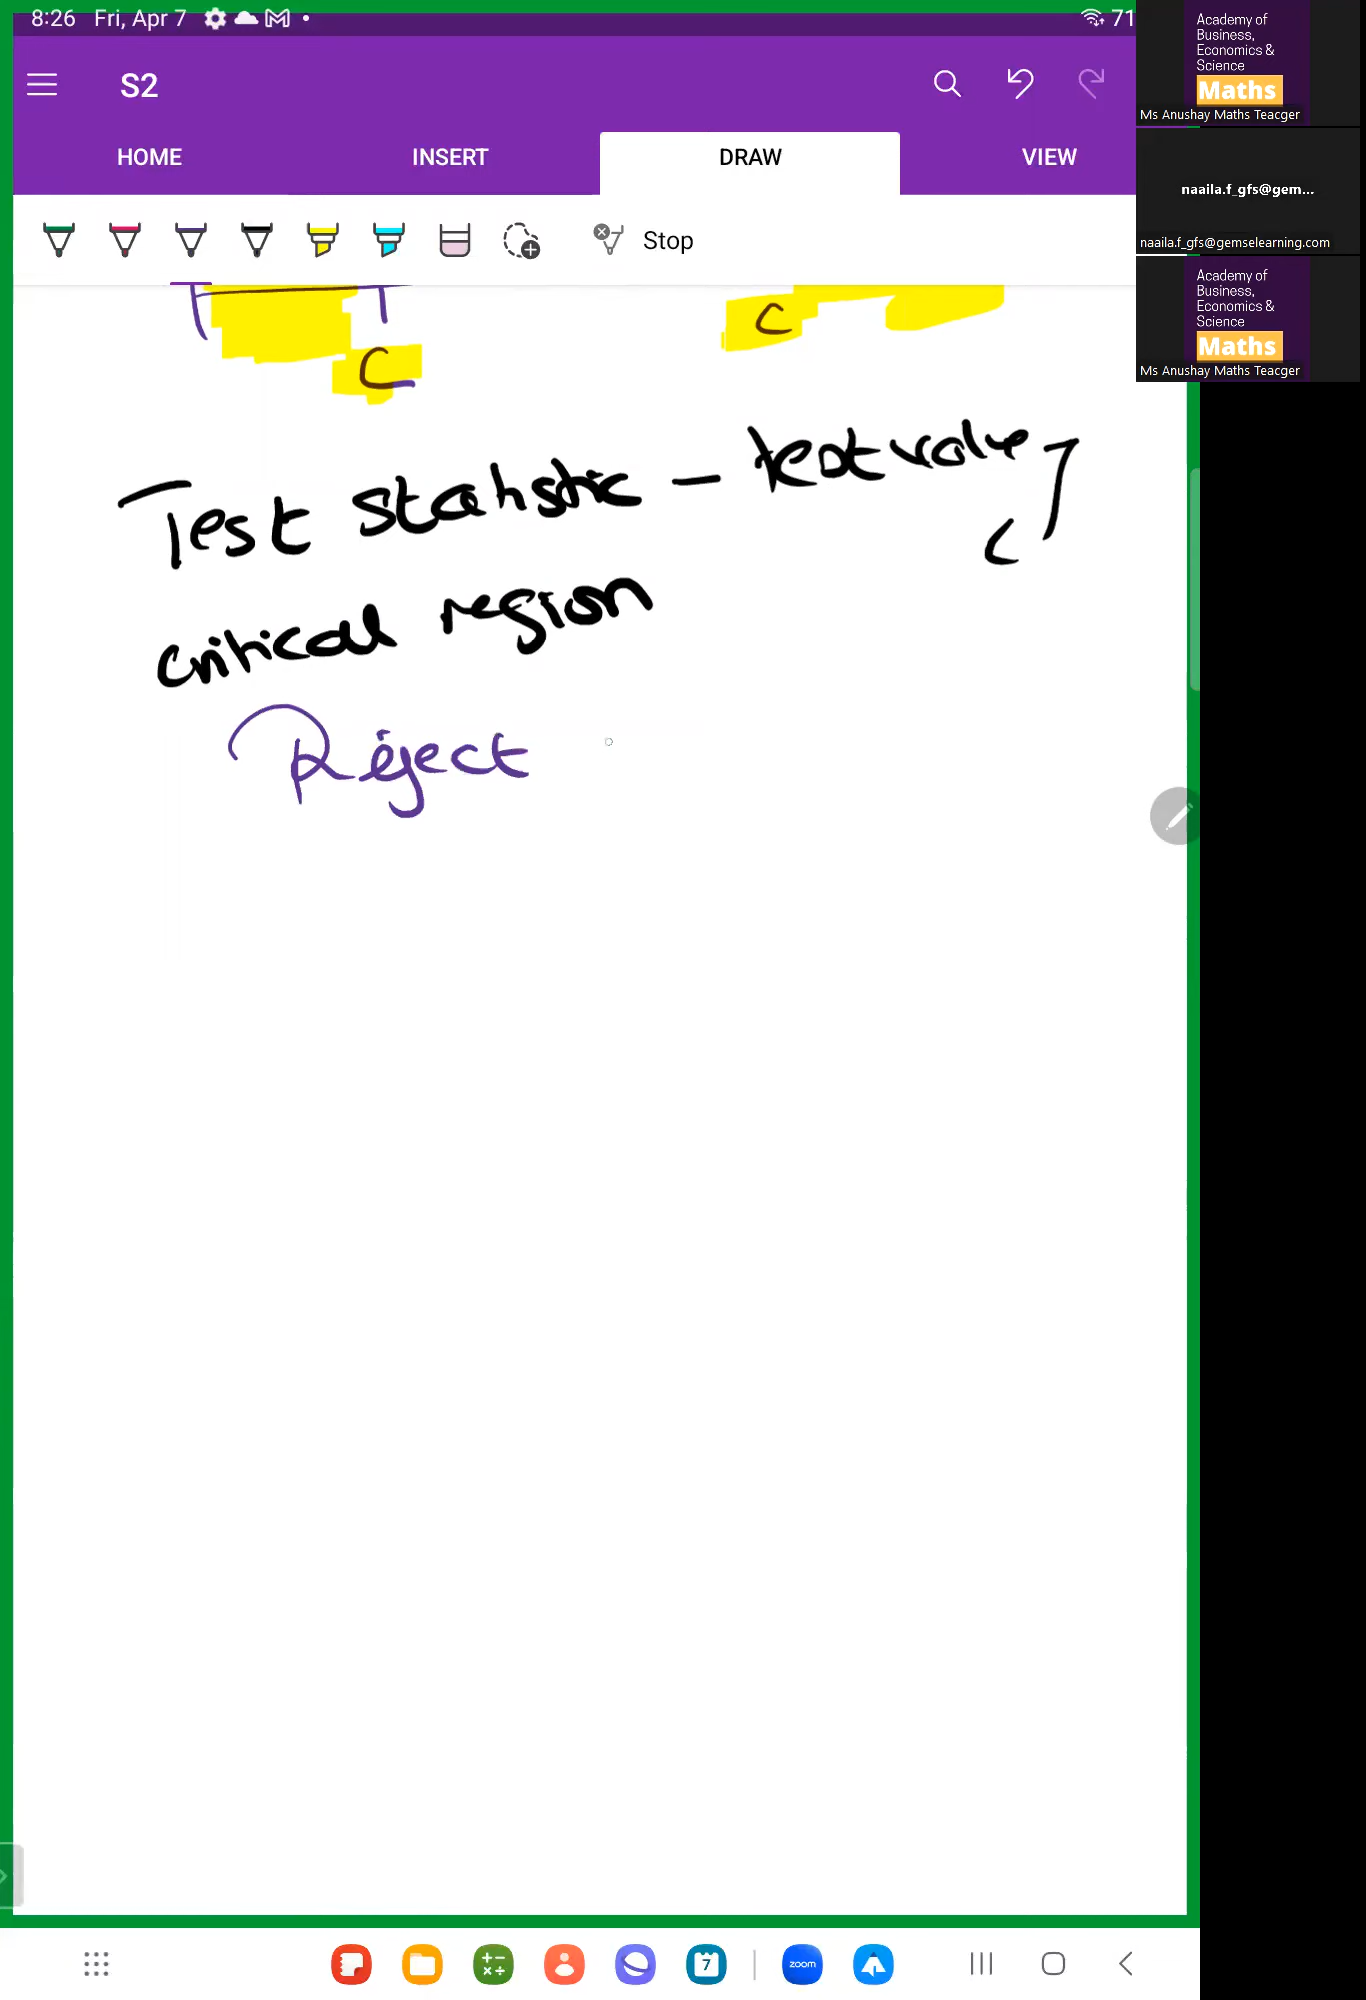 8:26 Fri, Apr 7
71
S2
HOME INSERT DRAW VIEW
Stop
C
C
Test statistic - test value
C
critical region
Reject
Academy of
Business,
Economics &
Science
Maths
Ms Anushay Maths Teacger
naaila.f_gfs@gem...
naaila.f_gfs@gemselearning.com
Academy of
Business,
Economics &
Science
Maths
Ms Anushay Maths Teacger
7
zoom